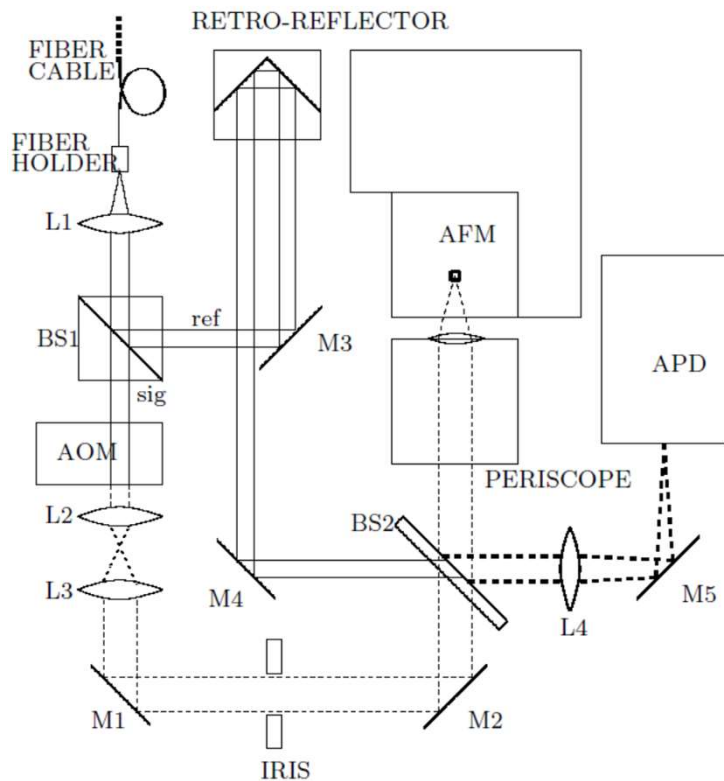 RETRO-REFLECTOR
FIBER
CABLE
FIBER
HOLDER
L1
AFM
BS1
ref
M3
APD
sig
AOM
PERISCOPE
L2
BS2
L3
M4
M5
L4
M1
M2
IRIS